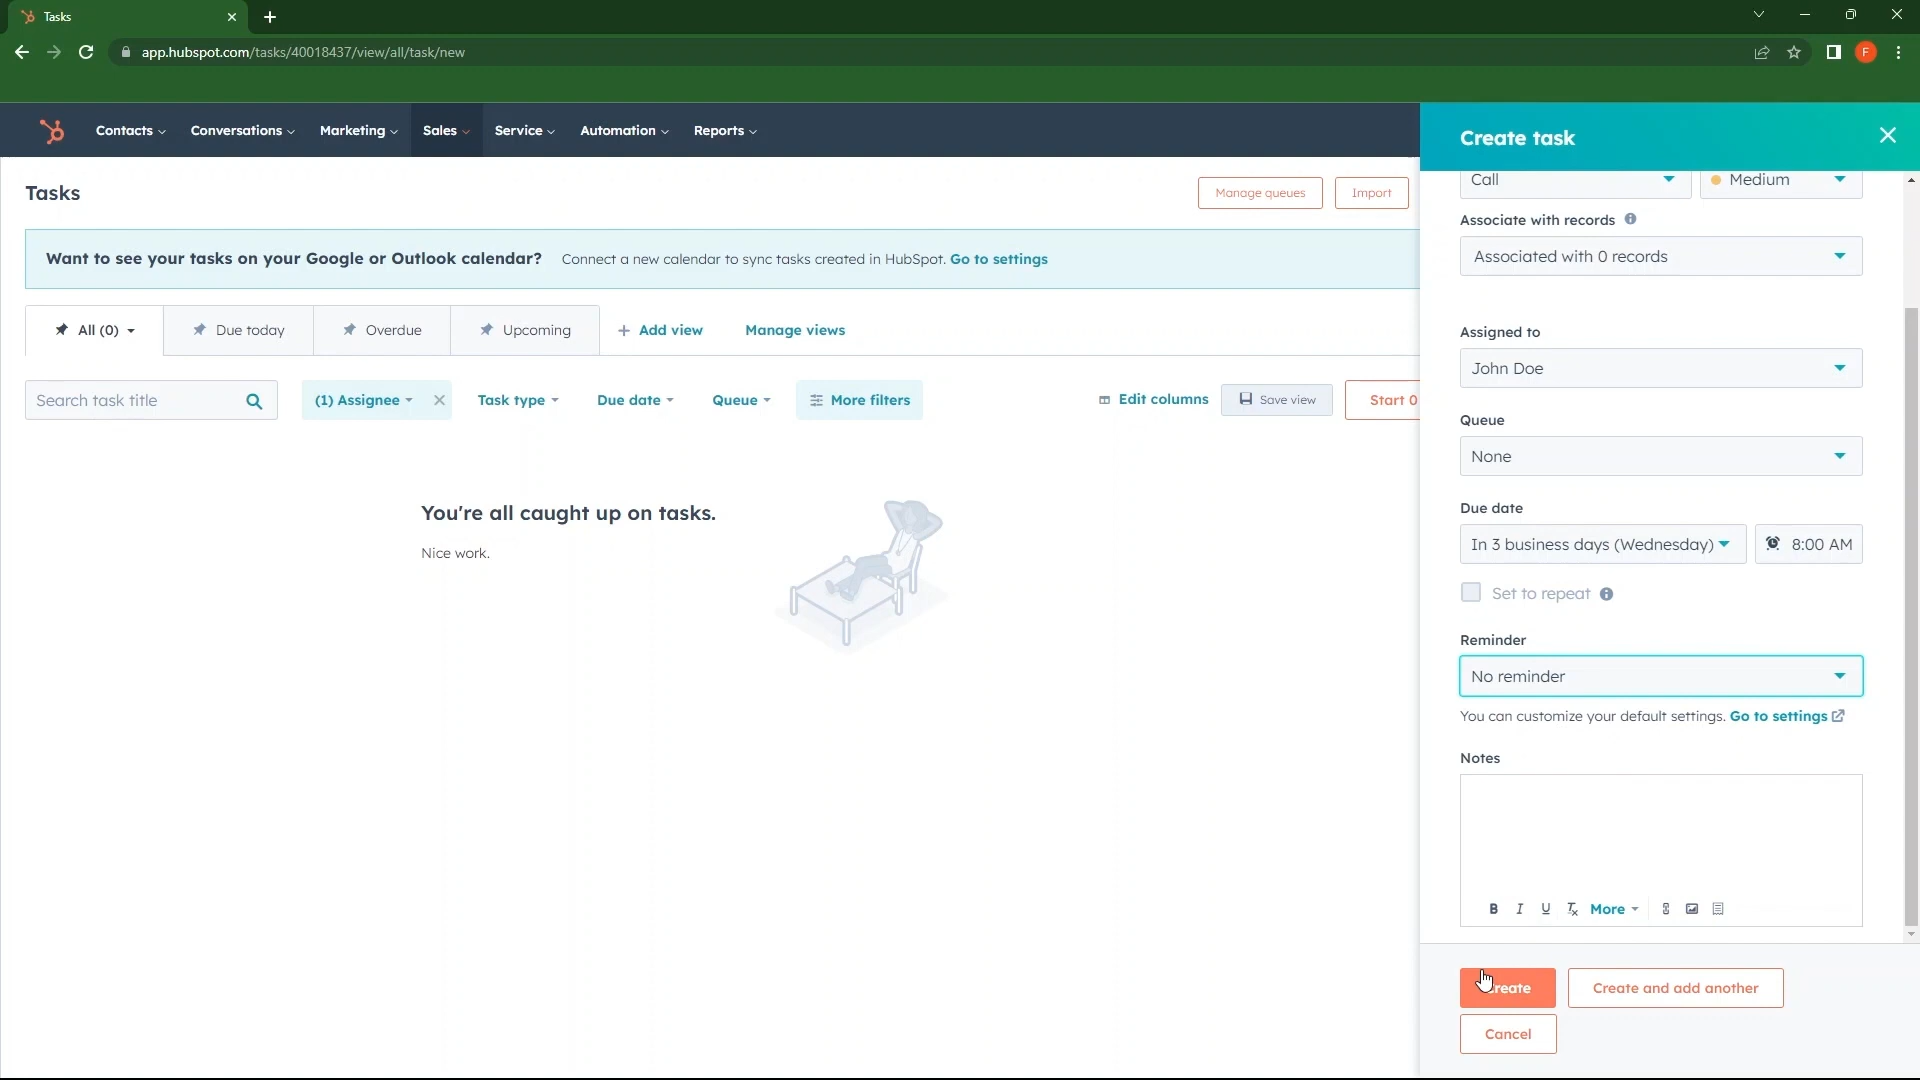 Tasks
app.hubspot.com/tasks/40018437/view/all/task/new
F
Contacts Conversations Marketing Sales Service Automation Reports
Create task
Tasks
Manage queues Import
Call Medium
Associate with records
Associated with 0 records
Want to see your tasks on your Google or Outlook calendar? Connect a new calendar to sync tasks created in HubSpot. Go to settings
All (0) Due today Overdue Upcoming + Add view Manage views
Assigned to
John Doe
Search task title (1) Assignee Task type Due date Queue More filters Edit columns Save view Start 0
Queue
None
You're all caught up on tasks.
Nice work.
Due date
In 3 business days (Wednesday) 8:00 AM
Set to repeat
Reminder
No reminder
You can customize your default settings. Go to settings
Notes
B I U Tx More
Create and add another
Cancel